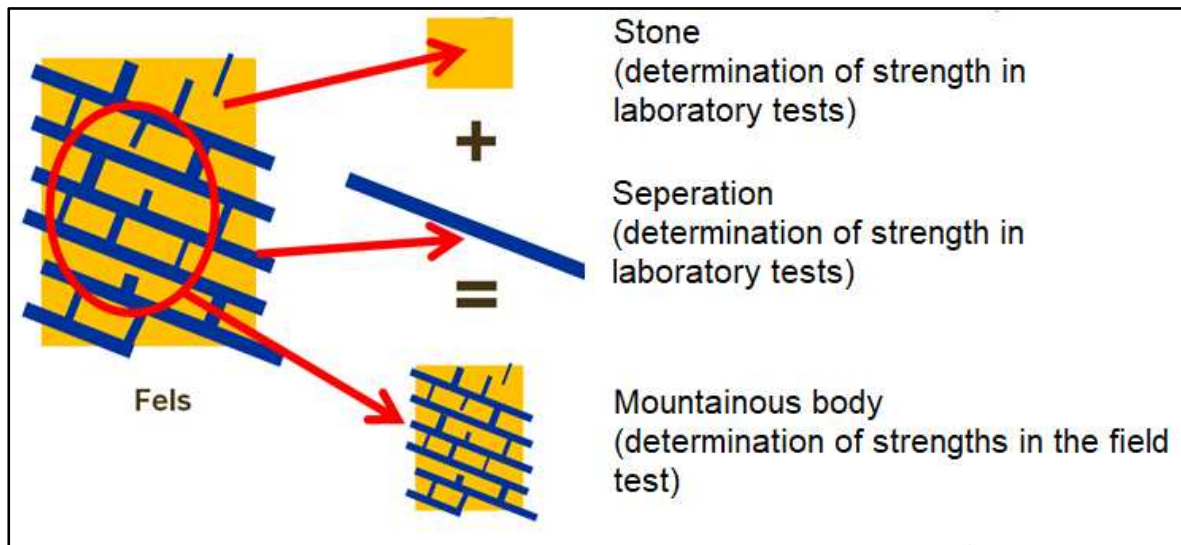 Stone
(determination of strength in
laboratory tests)
+
Seperation
(determination of strength in
laboratory tests)
=
Fels
Mountainous body
(determination of strengths in the field
test)